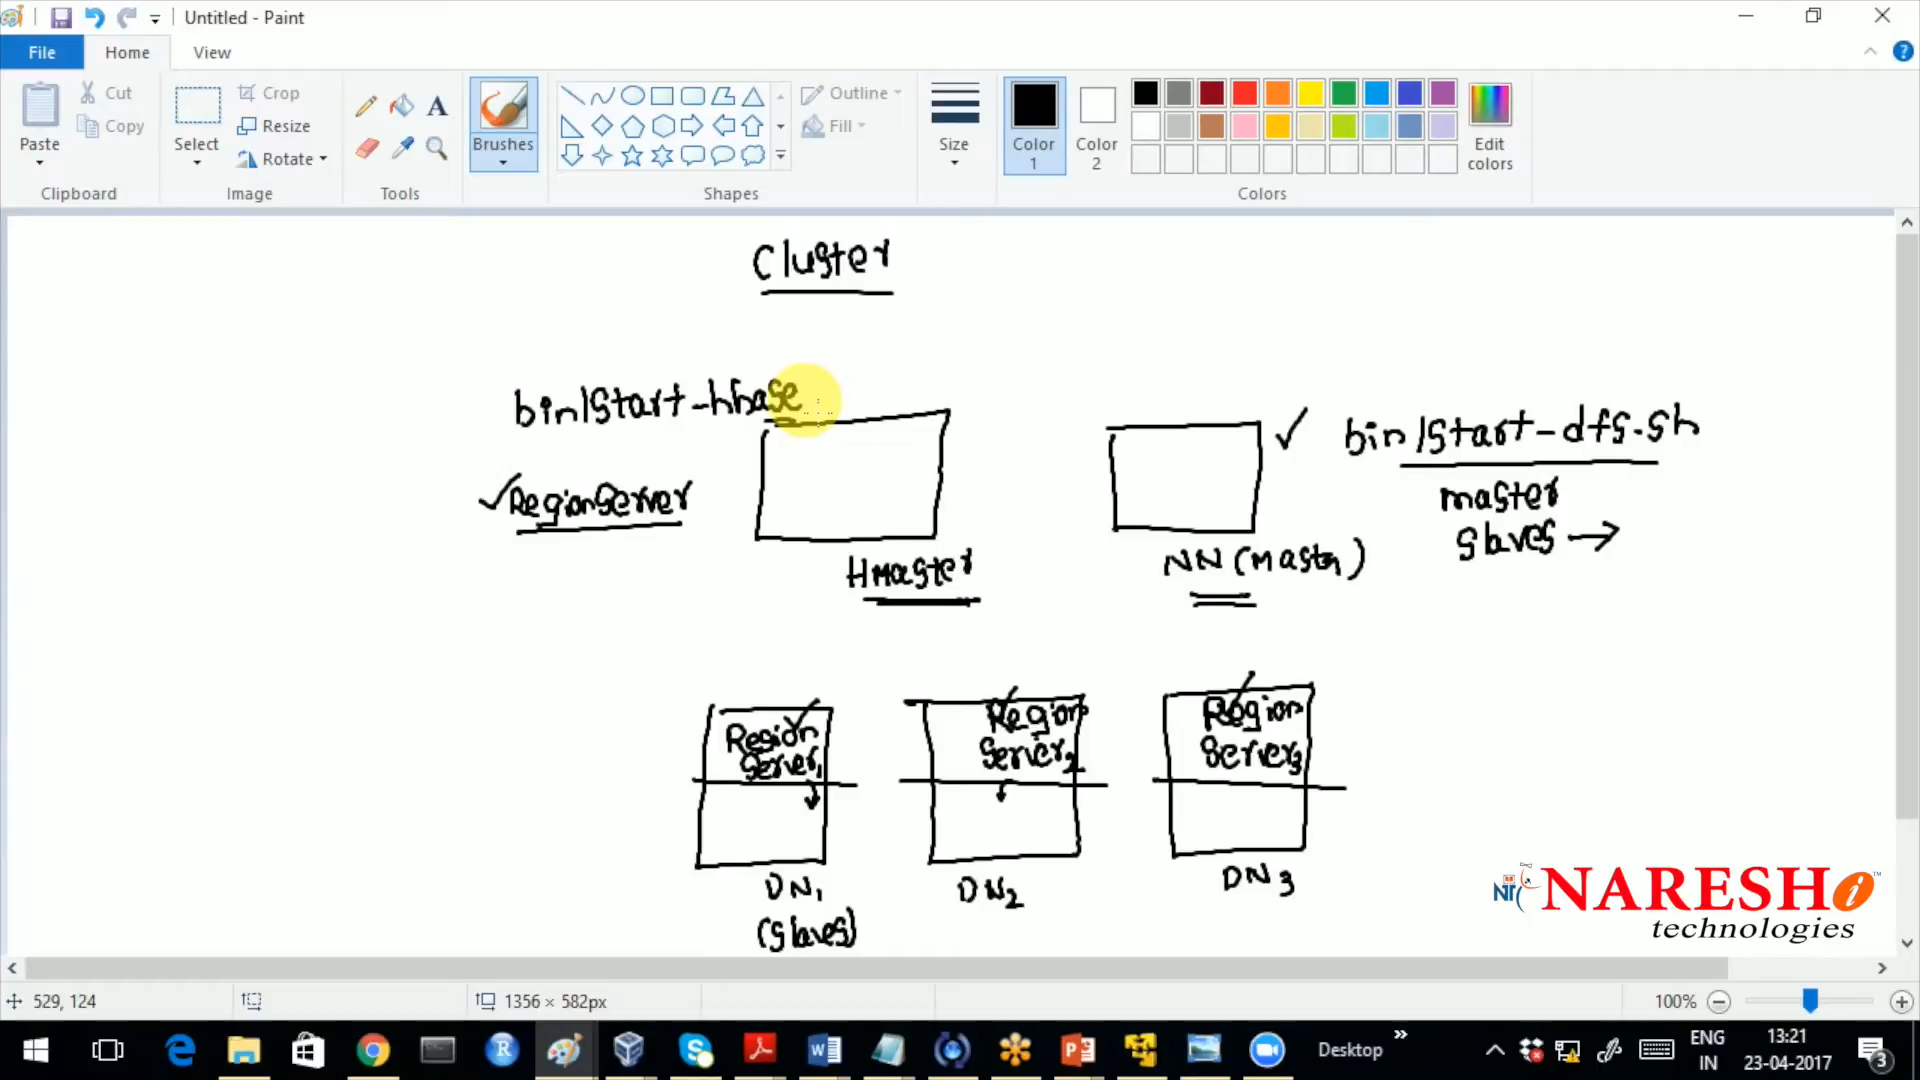 Untitled - Paint
File
Home
View
Cut
Copy
Paste
Clipboard
Select
Crop
Resize
Rotate
Image
Tools
Brushes
Outline
Fill
Shapes
Size
Color 1
Color 2
Edit colors
Colors
Cluster
bin/start-hbase
bin/start-dfs.sh
✓RegionServer
master
slaves →
Hmaster
NN (master)
Region Server1
Region Server2
Region Server3
DN1
DN2
DN3
(slaves)
NARESH i ™
technologies
529, 124
1356 × 582px
100%
Desktop
ENG
IN
13:21
23-04-2017
3